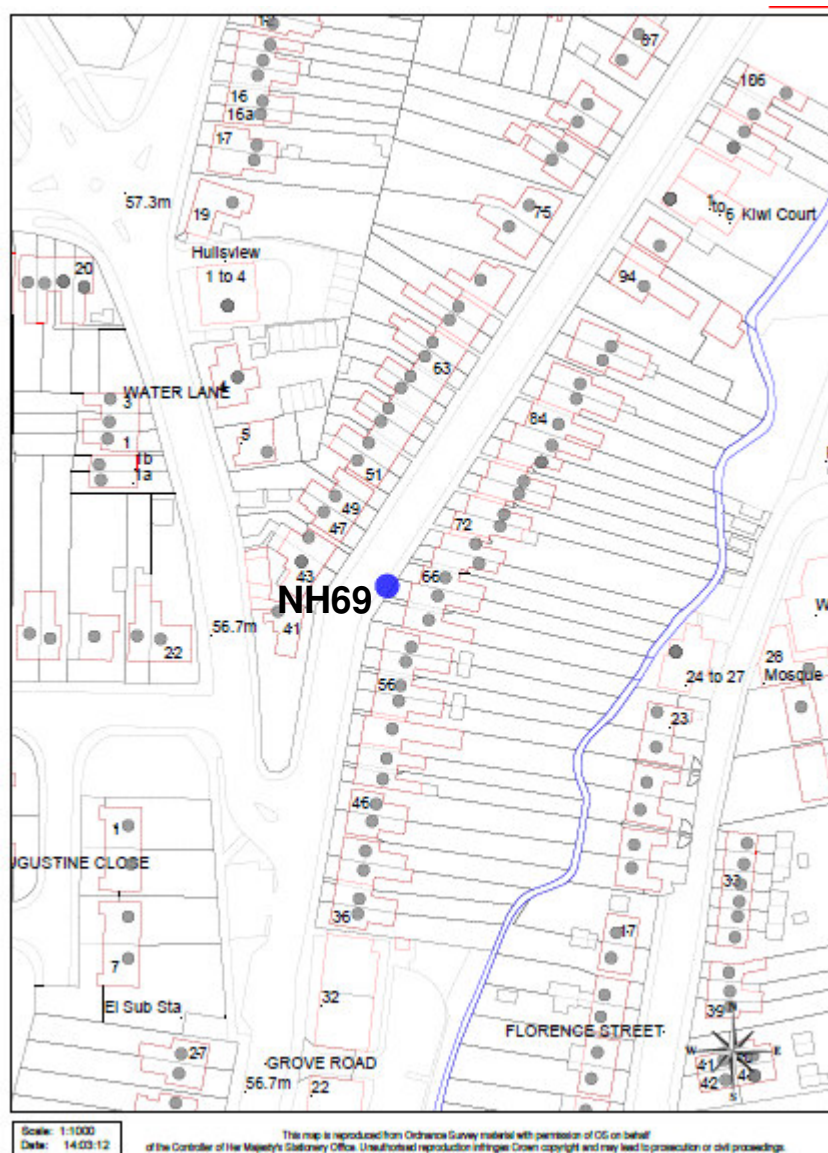 67
106
16
16a
17
57.3m
19
75
1 to 6 Kiwi Court
Hullsview
1 to 4
20
94
63
4
WATER LANE
3
5
84
1
1b
1a
51
49
47
72
43
66
NH69
41
56.7m
22
24 to 27
28
Mosque
56
23
46
1
UGUSTINE CLOSE
33
36
17
7
El Sub Sta
32
39
N
FLORENCE STREET
W
E
27
GROVE ROAD
41
42
S
56.7m
22
Scale: 1:1000
Date: 14:03:12
This map is reproduced from Ordnance Survey material with permission of OS on behalf
of the Controller of Her Majesty's Stationery Office. Unauthorised reproduction infringes Crown copyright and may lead to prosecution or civil proceedings.